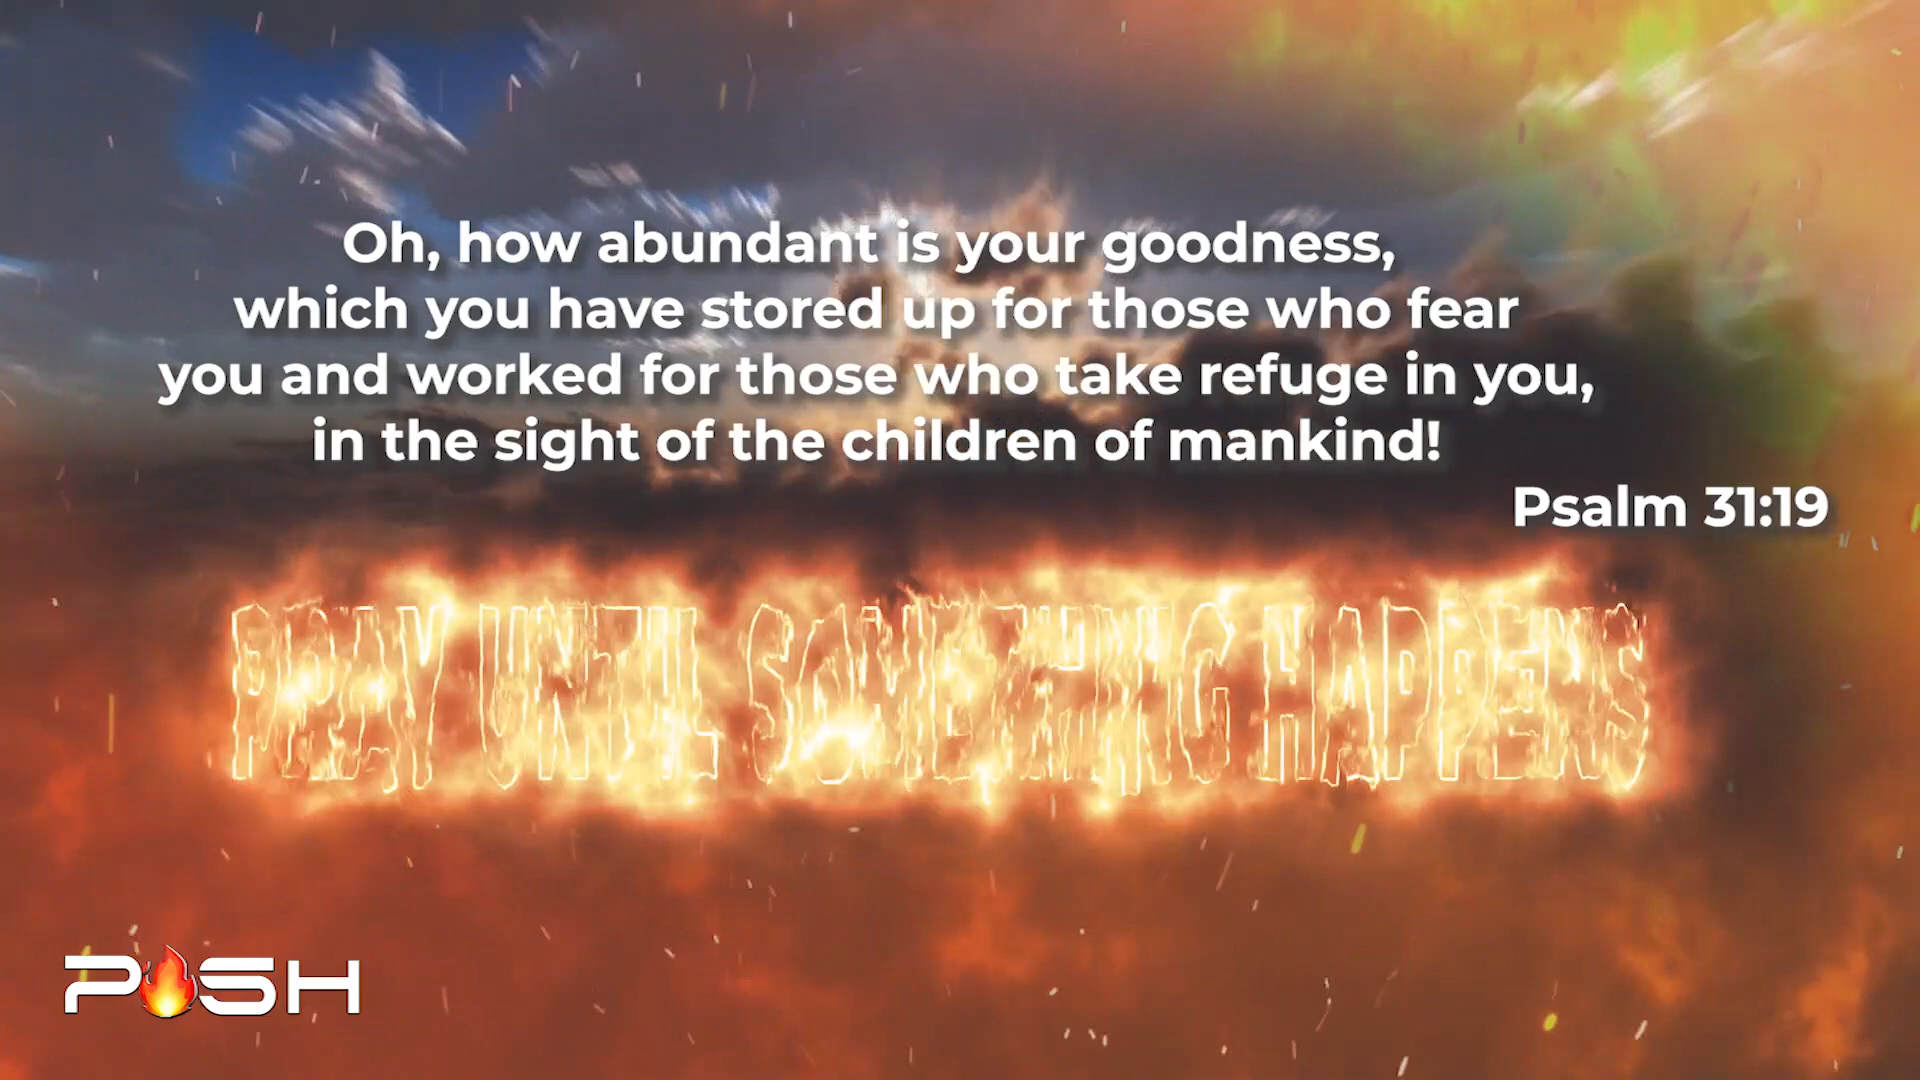 Oh, how abundant is your goodness,
which you have stored up for those who fear
you and worked for those who take refuge in you,
in the sight of the children of mankind!
Psalm 31:19
PRAY UNTIL SOMETHING HAPPENS
PUSH